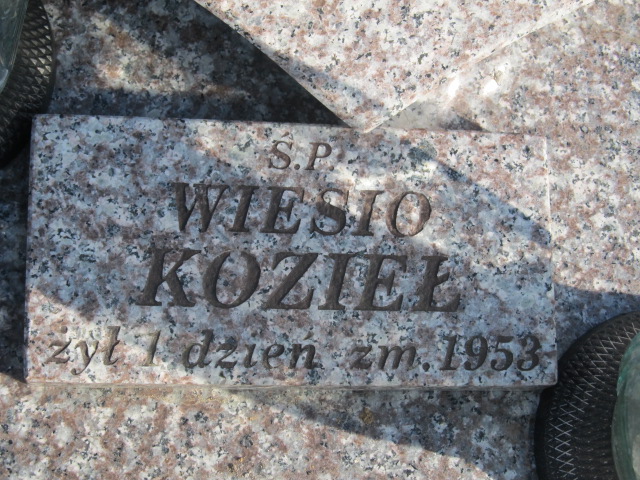 Ś.P.
WIESIO
KOZIEŁ
żył 1 dzień zm. 1953